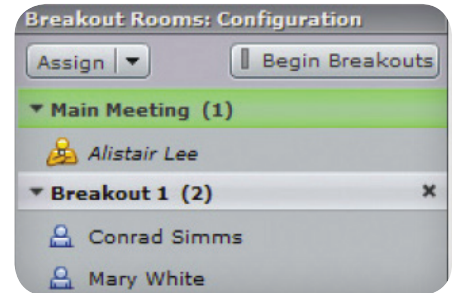 Breakout Rooms: Configuration
Assign Begin Breakouts
Main Meeting (1)
Alistair Lee
Breakout 1 (2)
Conrad Simms
Mary White